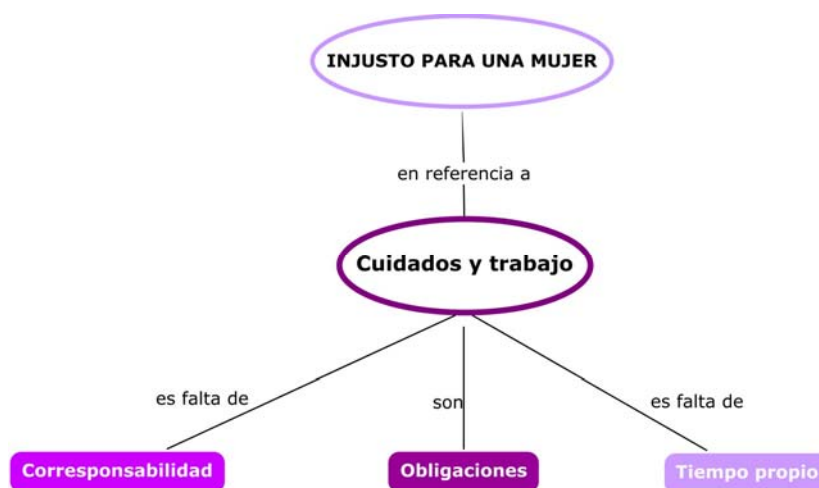 INJUSTO PARA UNA MUJER
en referencia a
Cuidados y trabajo
es falta de
son
es falta de
Corresponsabilidad
Obligaciones
Tiempo propio